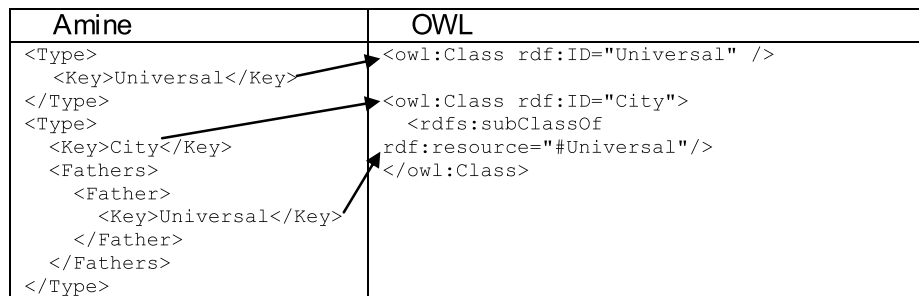 Amine
OWL
<Type>
<Key>Universal</Key>
</Type>
<Type>
<Key>City</Key>
<Fathers>
<Father>
<Key>Universal</Key>
</Father>
</Fathers>
</Type>
<owl:Class rdf:ID="Universal" />
<owl:Class rdf:ID="City">
<rdfs:subClassOf
rdf:resource="#Universal"/>
</owl:Class>